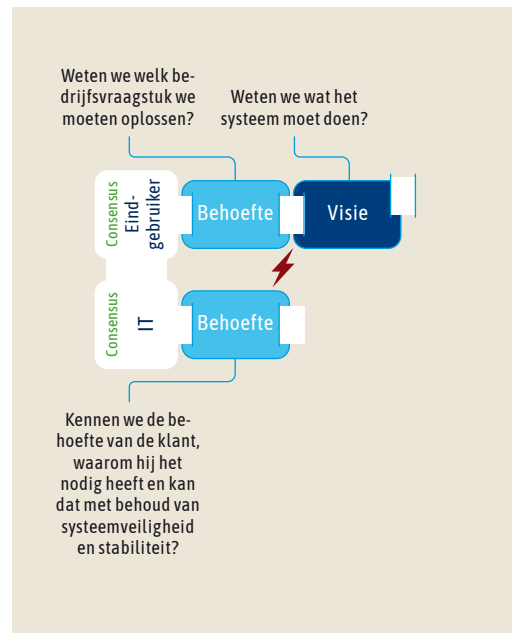 Weten we welk be-
drijfsvraagstuk we
moeten oplossen?
Weten we wat het
systeem moet doen?
Consensus
Eind-
gebruiker
Behoefte
Visie
Consensus
IT
Behoefte
Kennen we de be-
hoefte van de klant,
waarom hij het
nodig heeft en kan
dat met behoud van
systeemveiligheid
en stabiliteit?